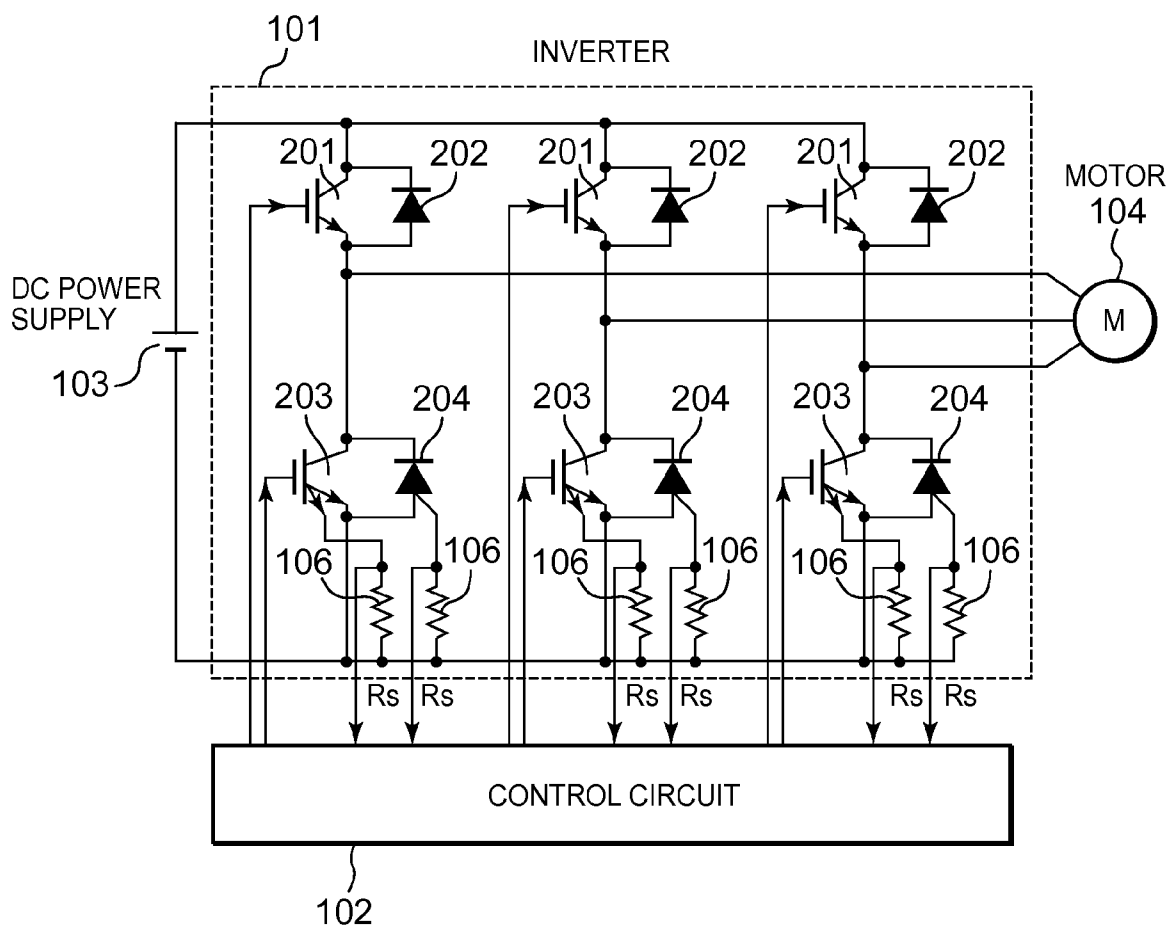 101
INVERTER
201
202
201
202
201
202
MOTOR
104
M
DC POWER
SUPPLY
103
203
204
203
204
203
204
106
106
106
106
106
106
Rs
Rs
Rs
Rs
Rs
Rs
CONTROL CIRCUIT
102